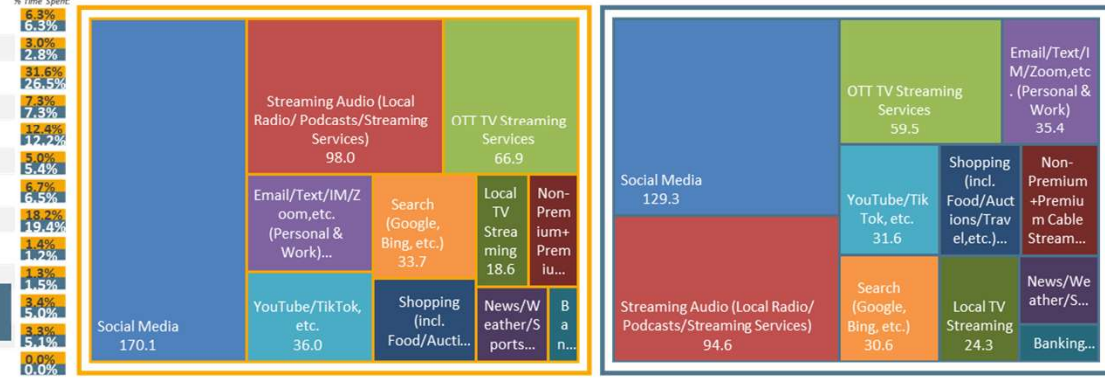 % Time Spent:
6.3%
6.3%
3.0%
2.8%
31.6%
26.5%
7.3%
7.3%
12.4%
12.2%
5.0%
5.4%
6.7%
6.5%
18.2%
19.4%
1.4%
1.2%
1.3%
1.5%
3.4%
5.0%
3.3%
5.1%
0.0%
0.0%
Social Media
170.1
Streaming Audio (Local
Radio/ Podcasts/Streaming
Services)
98.0
OTT TV Streaming
Services
66.9
Email/Text/IM/Z
oom,etc.
(Personal &
Work)...
Search
(Google,
Bing, etc.)
33.7
Local
TV
Strea
ming
18.6
Non-
Prem
ium+
Prem
iu...
YouTube/TikTok,
etc.
36.0
Shopping
(incl.
Food/Aucti...
News/W
eather/S
ports...
B
a
n...
Social Media
129.3
Streaming Audio (Local Radio/
Podcasts/Streaming Services)
94.6
OTT TV Streaming
Services
59.5
Email/Text/I
M/Zoom,etc
. (Personal &
Work)
35.4
YouTube/Tik
Tok, etc.
31.6
Shopping
(incl.
Food/Auct
ions/Trav
el,etc.)...
Non-
Premium
+Premiu
m Cable
Stream...
Search
(Google,
Bing, etc.)
30.6
Local TV
Streaming
24.3
News/We
ather/S...
Banking...